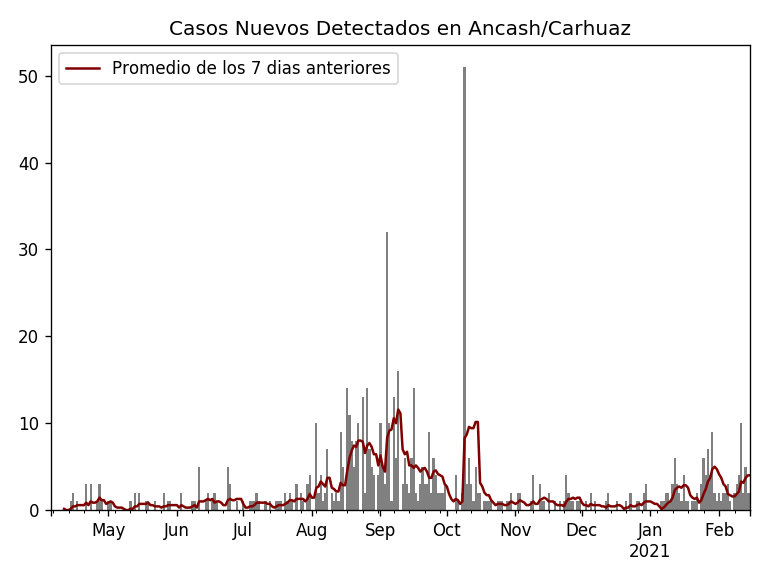 Casos Nuevos Detectados en Ancash/Carhuaz
Promedio de los 7 dias anteriores
50
40
30
20
10
0
May Jun Jul Aug Sep Oct Nov Dec Jan Feb
2021